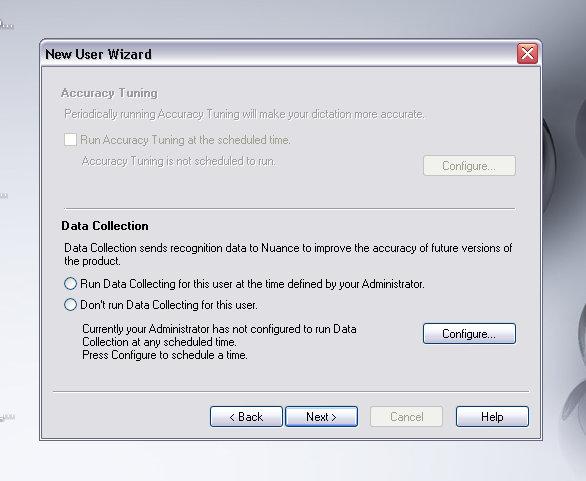 New User Wizard
Accuracy Tuning
Periodically running Accuracy Tuning will make your dictation more accurate.
Run Accuracy Tuning at the scheduled time.
Accuracy Tuning is not scheduled to run.
Configure...
Data Collection
Data Collection sends recognition data to Nuance to improve the accuracy of future versions of
the product.
Run Data Collecting for this user at the time defined by your Administrator.
Don't run Data Collecting for this user.
Currently your Administrator has not configured to run Data
Collection at any scheduled time.
Press Configure to schedule a time.
Configure...
< Back
Next >
Cancel
Help